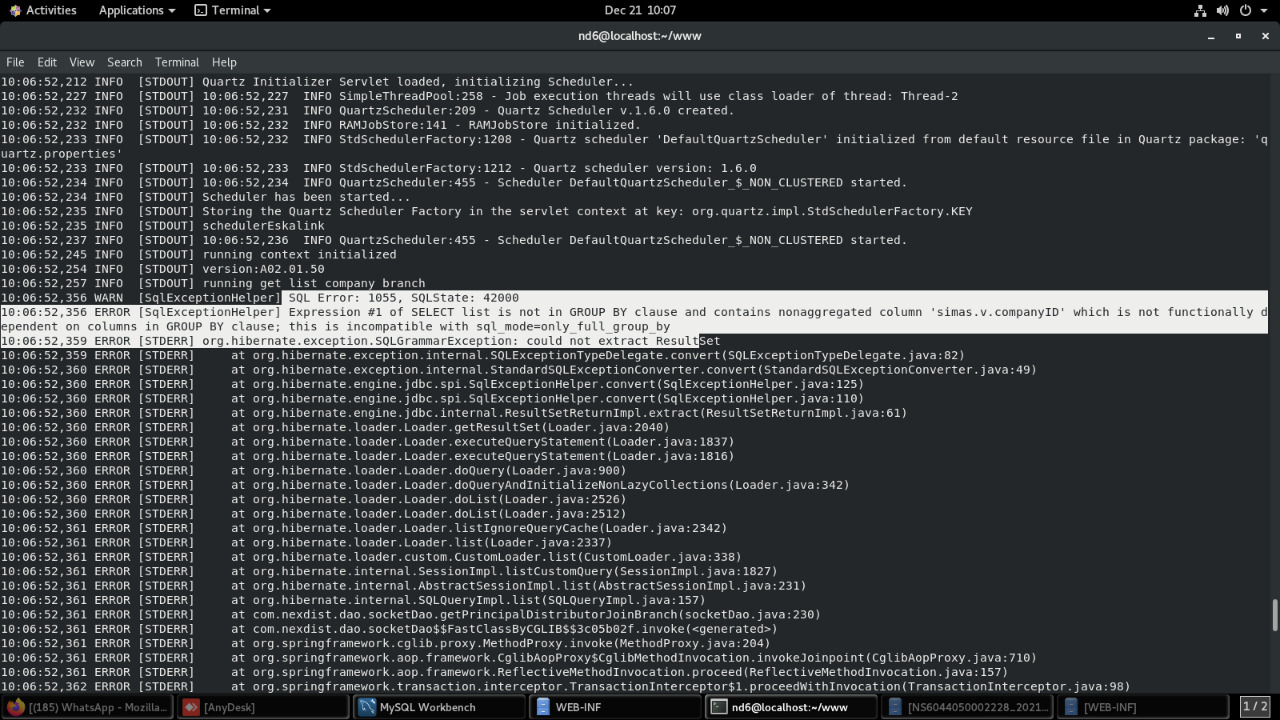 Activities Applications Terminal Dec 21 10:07
nd6@localhost:~/www
File Edit View Search Terminal Help
10:06:52,212 INFO  [STDOUT] Quartz Initializer Servlet loaded, initializing Scheduler...
10:06:52,227 INFO  [STDOUT] 10:06:52,227  INFO SimpleThreadPool:258 - Job execution threads will use class loader of thread: Thread-2
10:06:52,232 INFO  [STDOUT] 10:06:52,231  INFO QuartzScheduler:209 - Quartz Scheduler v.1.6.0 created.
10:06:52,232 INFO  [STDOUT] 10:06:52,232  INFO RAMJobStore:141 - RAMJobStore initialized.
10:06:52,233 INFO  [STDOUT] 10:06:52,232  INFO StdSchedulerFactory:1208 - Quartz scheduler 'DefaultQuartzScheduler' initialized from default resource file in Quartz package: 'q
uartz.properties'
10:06:52,233 INFO  [STDOUT] 10:06:52,233  INFO StdSchedulerFactory:1212 - Quartz scheduler version: 1.6.0
10:06:52,234 INFO  [STDOUT] 10:06:52,234  INFO QuartzScheduler:455 - Scheduler DefaultQuartzScheduler_$_NON_CLUSTERED started.
10:06:52,234 INFO  [STDOUT] Scheduler has been started...
10:06:52,235 INFO  [STDOUT] Storing the Quartz Scheduler Factory in the servlet context at key: org.quartz.impl.StdSchedulerFactory.KEY
10:06:52,235 INFO  [STDOUT] schedulerEskalink
10:06:52,237 INFO  [STDOUT] 10:06:52,236  INFO QuartzScheduler:455 - Scheduler DefaultQuartzScheduler_$_NON_CLUSTERED started.
10:06:52,245 INFO  [STDOUT] running context initialized
10:06:52,254 INFO  [STDOUT] version:A02.01.50
10:06:52,257 INFO  [STDOUT] running get list company branch
10:06:52,356 WARN  [SqlExceptionHelper] SQL Error: 1055, SQLState: 42000
10:06:52,356 ERROR [SqlExceptionHelper] Expression #1 of SELECT list is not in GROUP BY clause and contains nonaggregated column 'simas.v.companyID' which is not functionally d
ependent on columns in GROUP BY clause; this is incompatible with sql_mode=only_full_group_by
10:06:52,359 ERROR [STDERR] org.hibernate.exception.SQLGrammarException: could not extract ResultSet
10:06:52,359 ERROR [STDERR]     at org.hibernate.exception.internal.SQLExceptionTypeDelegate.convert(SQLExceptionTypeDelegate.java:82)
10:06:52,360 ERROR [STDERR]     at org.hibernate.exception.internal.StandardSQLExceptionConverter.convert(StandardSQLExceptionConverter.java:49)
10:06:52,360 ERROR [STDERR]     at org.hibernate.engine.jdbc.spi.SqlExceptionHelper.convert(SqlExceptionHelper.java:125)
10:06:52,360 ERROR [STDERR]     at org.hibernate.engine.jdbc.spi.SqlExceptionHelper.convert(SqlExceptionHelper.java:110)
10:06:52,360 ERROR [STDERR]     at org.hibernate.engine.jdbc.internal.ResultSetReturnImpl.extract(ResultSetReturnImpl.java:61)
10:06:52,360 ERROR [STDERR]     at org.hibernate.loader.Loader.getResultSet(Loader.java:2040)
10:06:52,360 ERROR [STDERR]     at org.hibernate.loader.Loader.executeQueryStatement(Loader.java:1837)
10:06:52,360 ERROR [STDERR]     at org.hibernate.loader.Loader.executeQueryStatement(Loader.java:1816)
10:06:52,360 ERROR [STDERR]     at org.hibernate.loader.Loader.doQuery(Loader.java:900)
10:06:52,360 ERROR [STDERR]     at org.hibernate.loader.Loader.doQueryAndInitializeNonLazyCollections(Loader.java:342)
10:06:52,360 ERROR [STDERR]     at org.hibernate.loader.Loader.doList(Loader.java:2526)
10:06:52,360 ERROR [STDERR]     at org.hibernate.loader.Loader.doList(Loader.java:2512)
10:06:52,361 ERROR [STDERR]     at org.hibernate.loader.Loader.listIgnoreQueryCache(Loader.java:2342)
10:06:52,361 ERROR [STDERR]     at org.hibernate.loader.Loader.list(Loader.java:2337)
10:06:52,361 ERROR [STDERR]     at org.hibernate.loader.custom.CustomLoader.list(CustomLoader.java:338)
10:06:52,361 ERROR [STDERR]     at org.hibernate.internal.SessionImpl.listCustomQuery(SessionImpl.java:1827)
10:06:52,361 ERROR [STDERR]     at org.hibernate.internal.AbstractSessionImpl.list(AbstractSessionImpl.java:231)
10:06:52,361 ERROR [STDERR]     at org.hibernate.internal.SQLQueryImpl.list(SQLQueryImpl.java:157)
10:06:52,361 ERROR [STDERR]     at com.nexdist.dao.socketDao.getPrincipalDistributorJoinBranch(socketDao.java:230)
10:06:52,361 ERROR [STDERR]     at com.nexdist.dao.socketDao$$FastClassByCGLIB$$3c05b02f.invoke(<generated>)
10:06:52,361 ERROR [STDERR]     at org.springframework.cglib.proxy.MethodProxy.invoke(MethodProxy.java:204)
10:06:52,361 ERROR [STDERR]     at org.springframework.aop.framework.CglibAopProxy$CglibMethodInvocation.invokeJoinpoint(CglibAopProxy.java:710)
10:06:52,361 ERROR [STDERR]     at org.springframework.aop.framework.ReflectiveMethodInvocation.proceed(ReflectiveMethodInvocation.java:157)
10:06:52,362 ERROR [STDERR]     at org.springframework.transaction.interceptor.TransactionInterceptor$1.proceedWithInvocation(TransactionInterceptor.java:98)
[(185) WhatsApp - Mozilla... [AnyDesk] MySQL Workbench WEB-INF nd6@localhost:~/www [NS6044050002228_2021... [WEB-INF] 1 / 2